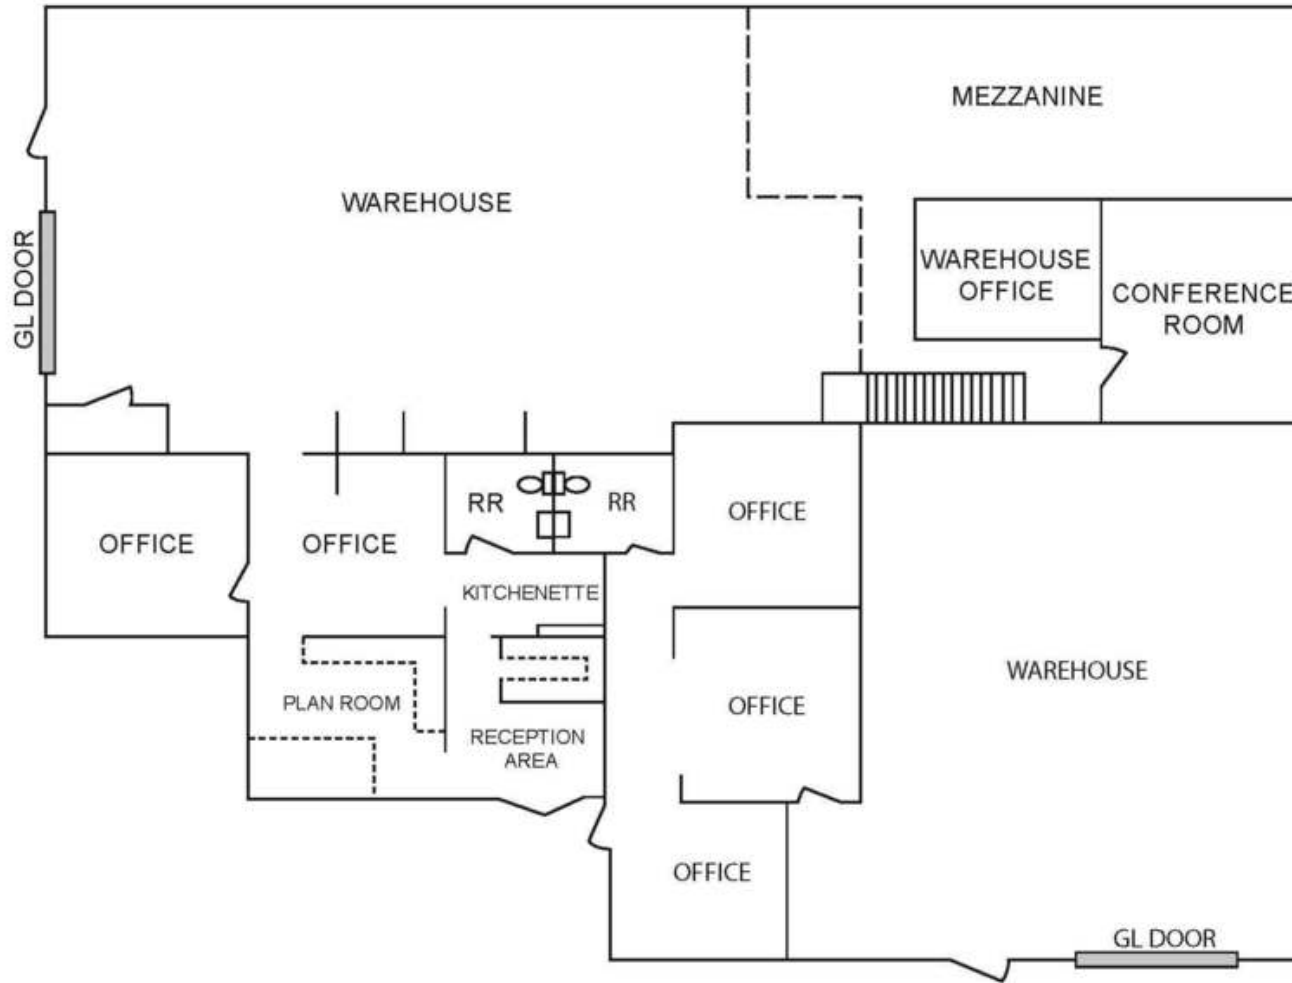 MEZZANINE
WAREHOUSE
GL DOOR
WAREHOUSE
OFFICE
CONFERENCE
ROOM
OFFICE
OFFICE
RR
RR
OFFICE
KITCHENETTE
PLAN ROOM
RECEPTION
AREA
OFFICE
WAREHOUSE
OFFICE
GL DOOR